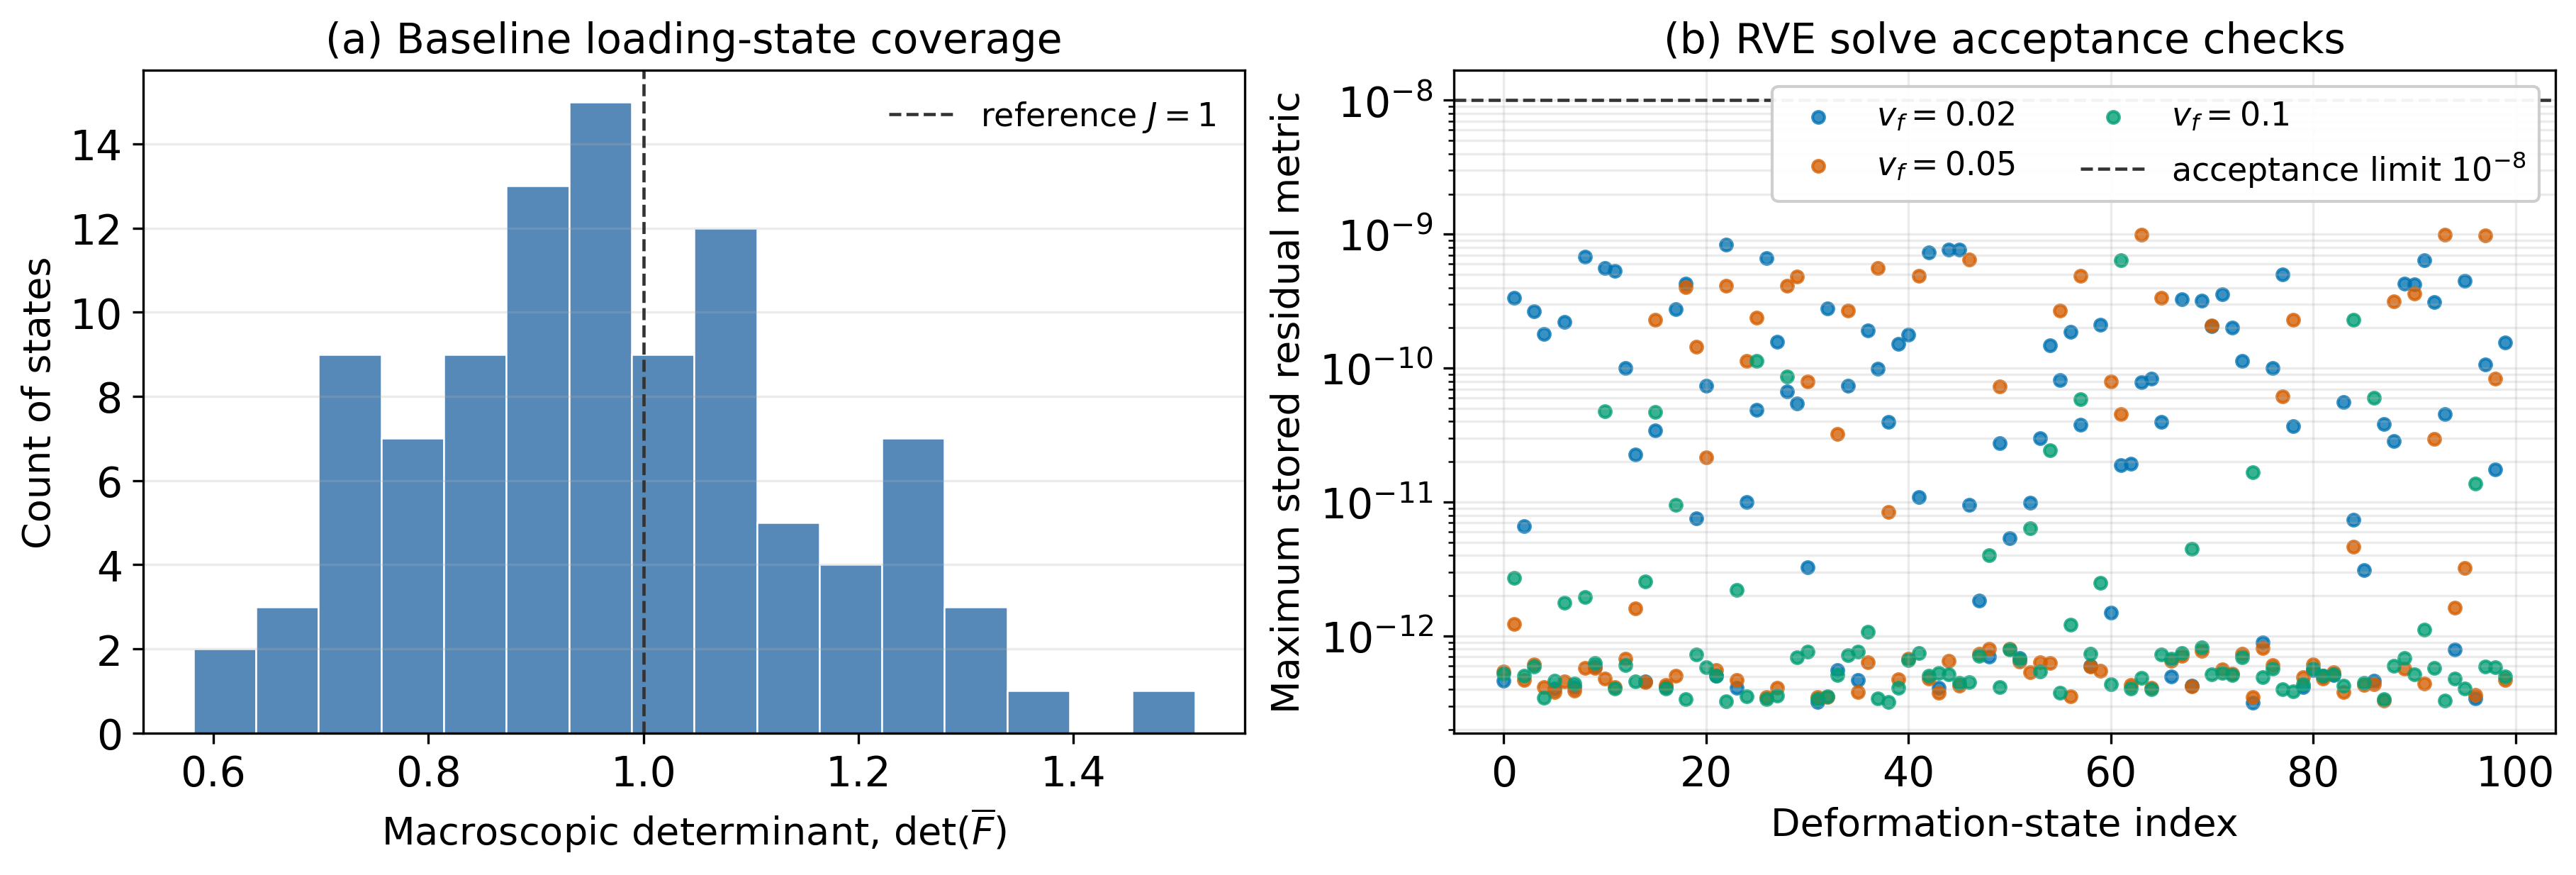 (a) Baseline loading-state coverage
Count of states
14
12
10
8
6
4
2
0
0.6 0.8 1.0 1.2 1.4
Macroscopic determinant, det(F̅)
reference J = 1
(b) RVE solve acceptance checks
Maximum stored residual metric
10⁻⁸
10⁻⁹
10⁻¹⁰
10⁻¹¹
10⁻¹²
0 20 40 60 80 100
Deformation-state index
v_f = 0.02
v_f = 0.05
v_f = 0.1
acceptance limit 10⁻⁸